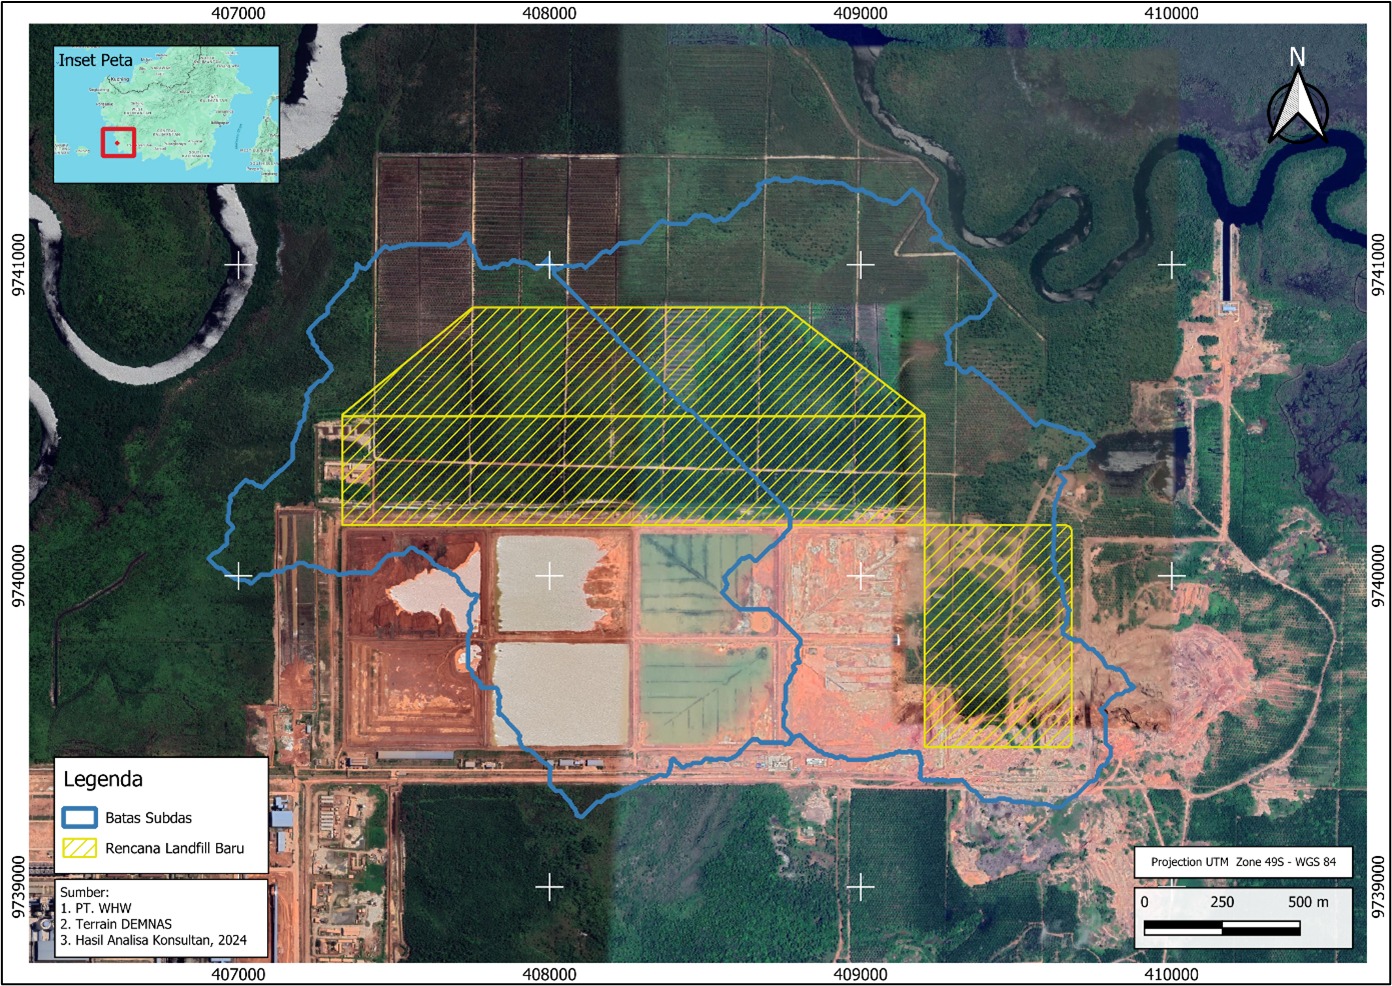 407000 408000 409000 410000
Inset Peta
N
9741000 9741000
9740000 9740000
9739000 9739000
Legenda
Batas Subdas
Rencana Landfill Baru
Sumber:
1. PT. WHW
2. Terrain DEMNAS
3. Hasil Analisa Konsultan, 2024
Projection UTM Zone 49S - WGS 84
0 250 500 m
407000 408000 409000 410000